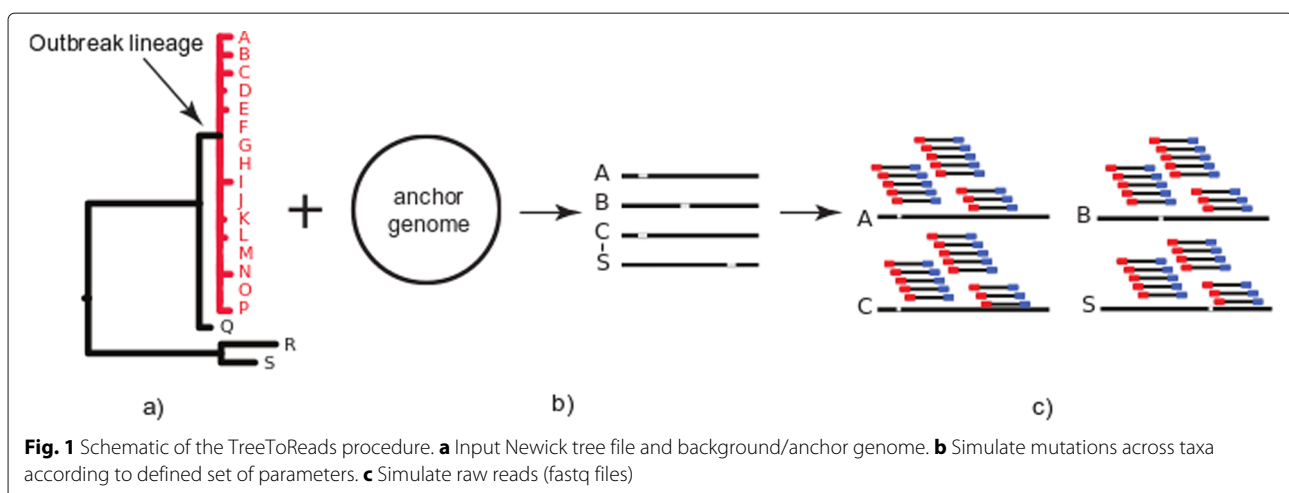 Outbreak lineage
A
B
C
D
E
F
G
H
I
J
K
L
M
N
O
P
Q
R
S
+
anchor
genome
A
B
C
S
A
B
C
S
a)
b)
c)
Fig. 1 Schematic of the TreeToReads procedure. a Input Newick tree file and background/anchor genome. b Simulate mutations across taxa
according to defined set of parameters. c Simulate raw reads (fastq files)